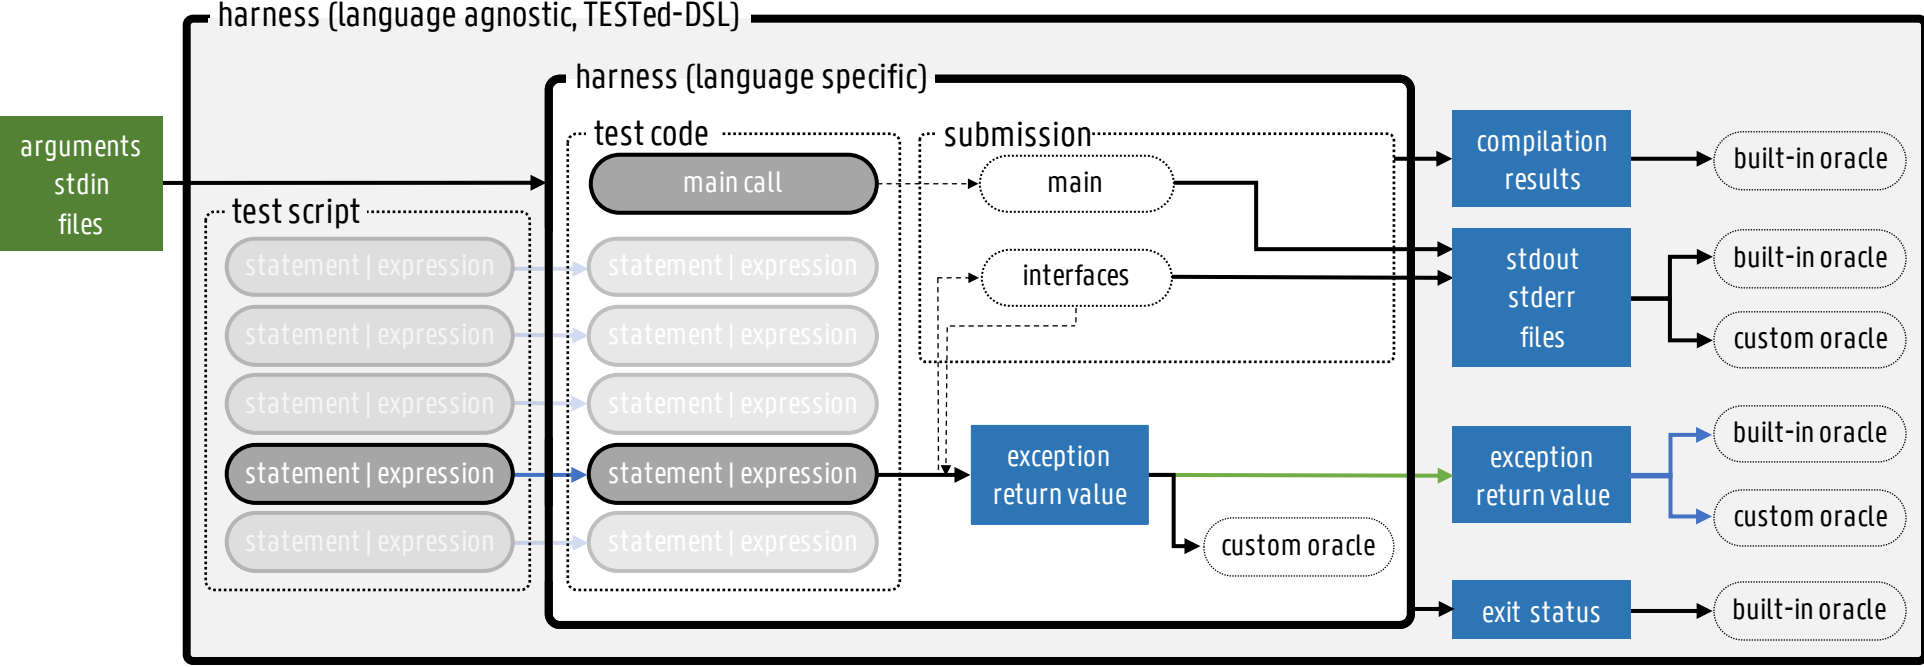 harness (language agnostic, TESTed-DSL)
harness (language specific)
arguments
stdin
files
test script
statement | expression
statement | expression
statement | expression
statement | expression
statement | expression
test code
main call
statement | expression
statement | expression
statement | expression
statement | expression
statement | expression
submission
main
interfaces
exception
return value
custom oracle
compilation
results
built-in oracle
stdout
stderr
files
built-in oracle
custom oracle
exception
return value
built-in oracle
custom oracle
exit status
built-in oracle